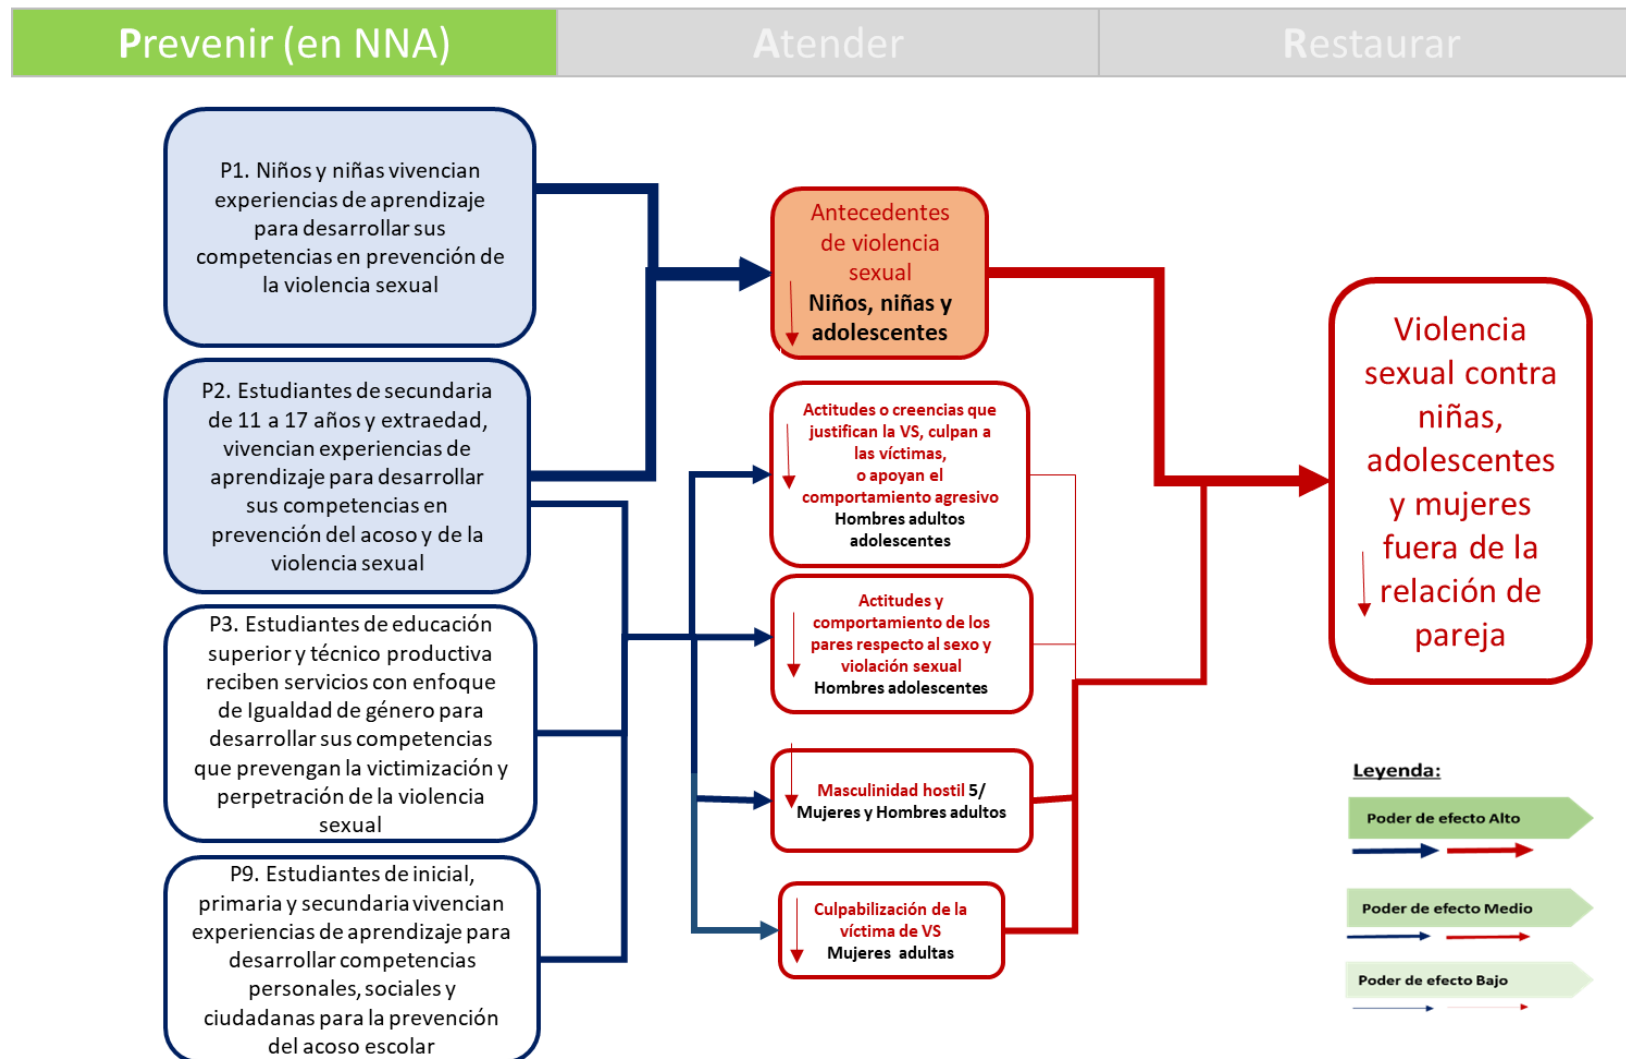 Prevenir (en NNA)
Atender
Restaurar
P1. Niños y niñas vivencian
experiencias de aprendizaje
para desarrollar sus
competencias en prevención de
la violencia sexual
P2. Estudiantes de secundaria
de 11 a 17 años y extraedad,
vivencian experiencias de
aprendizaje para desarrollar
sus competencias en
prevención del acoso y de la
violencia sexual
P3. Estudiantes de educación
superior y técnico productiva
reciben servicios con enfoque
de Igualdad de género para
desarrollar sus competencias
que prevengan la victimización y
perpetración de la violencia
sexual
P9. Estudiantes de inicial,
primaria y secundaria vivencian
experiencias de aprendizaje para
desarrollar competencias
personales, sociales y
ciudadanas para la prevención
del acoso escolar
Antecedentes
de violencia
sexual
Niños, niñas y
adolescentes
Actitudes o creencias que
justifican la VS, culpan a
las víctimas,
o apoyan el
comportamiento agresivo
Hombres adultos
adolescentes
Actitudes y
comportamiento de los
pares respecto al sexo y
violación sexual
Hombres adolescentes
Masculinidad hostil 5/
Mujeres y Hombres adultos
Culpabilización de la
víctima de VS
Mujeres adultas
Violencia
sexual contra
niñas,
adolescentes
y mujeres
fuera de la
relación de
pareja
Leyenda:
Poder de efecto Alto
Poder de efecto Medio
Poder de efecto Bajo